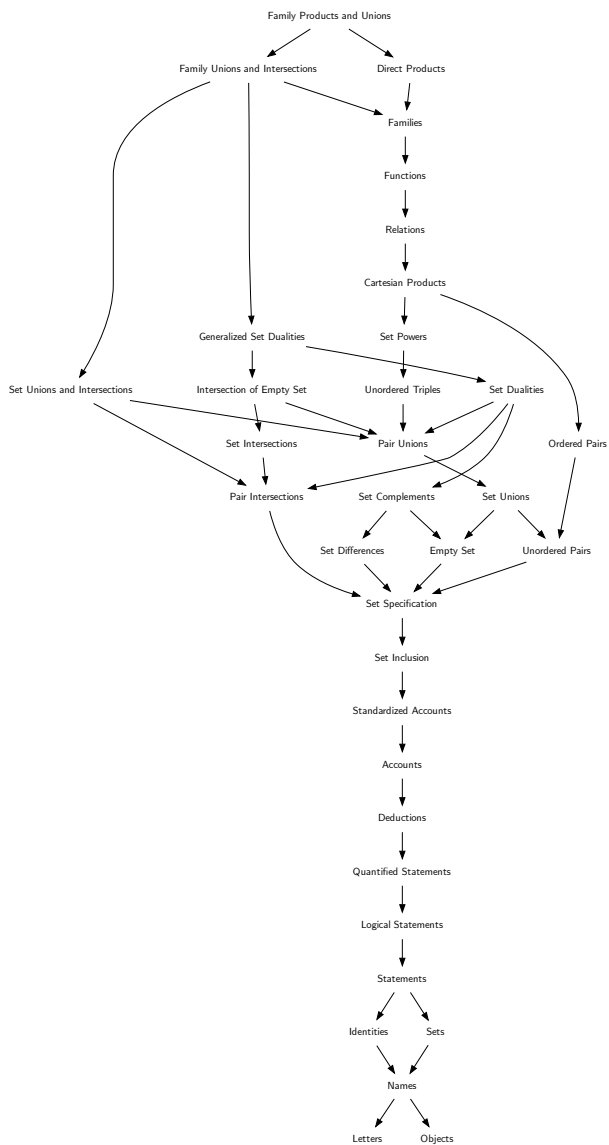 Family Products and Unions
Family Unions and Intersections
Direct Products
Families
Functions
Relations
Cartesian Products
Generalized Set Dualities
Set Powers
Set Unions and Intersections
Intersection of Empty Set
Unordered Triples
Set Dualities
Set Intersections
Pair Unions
Ordered Pairs
Pair Intersections
Set Complements
Set Unions
Set Differences
Empty Set
Unordered Pairs
Set Specification
Set Inclusion
Standardized Accounts
Accounts
Deductions
Quantified Statements
Logical Statements
Statements
Identities
Sets
Names
Letters
Objects